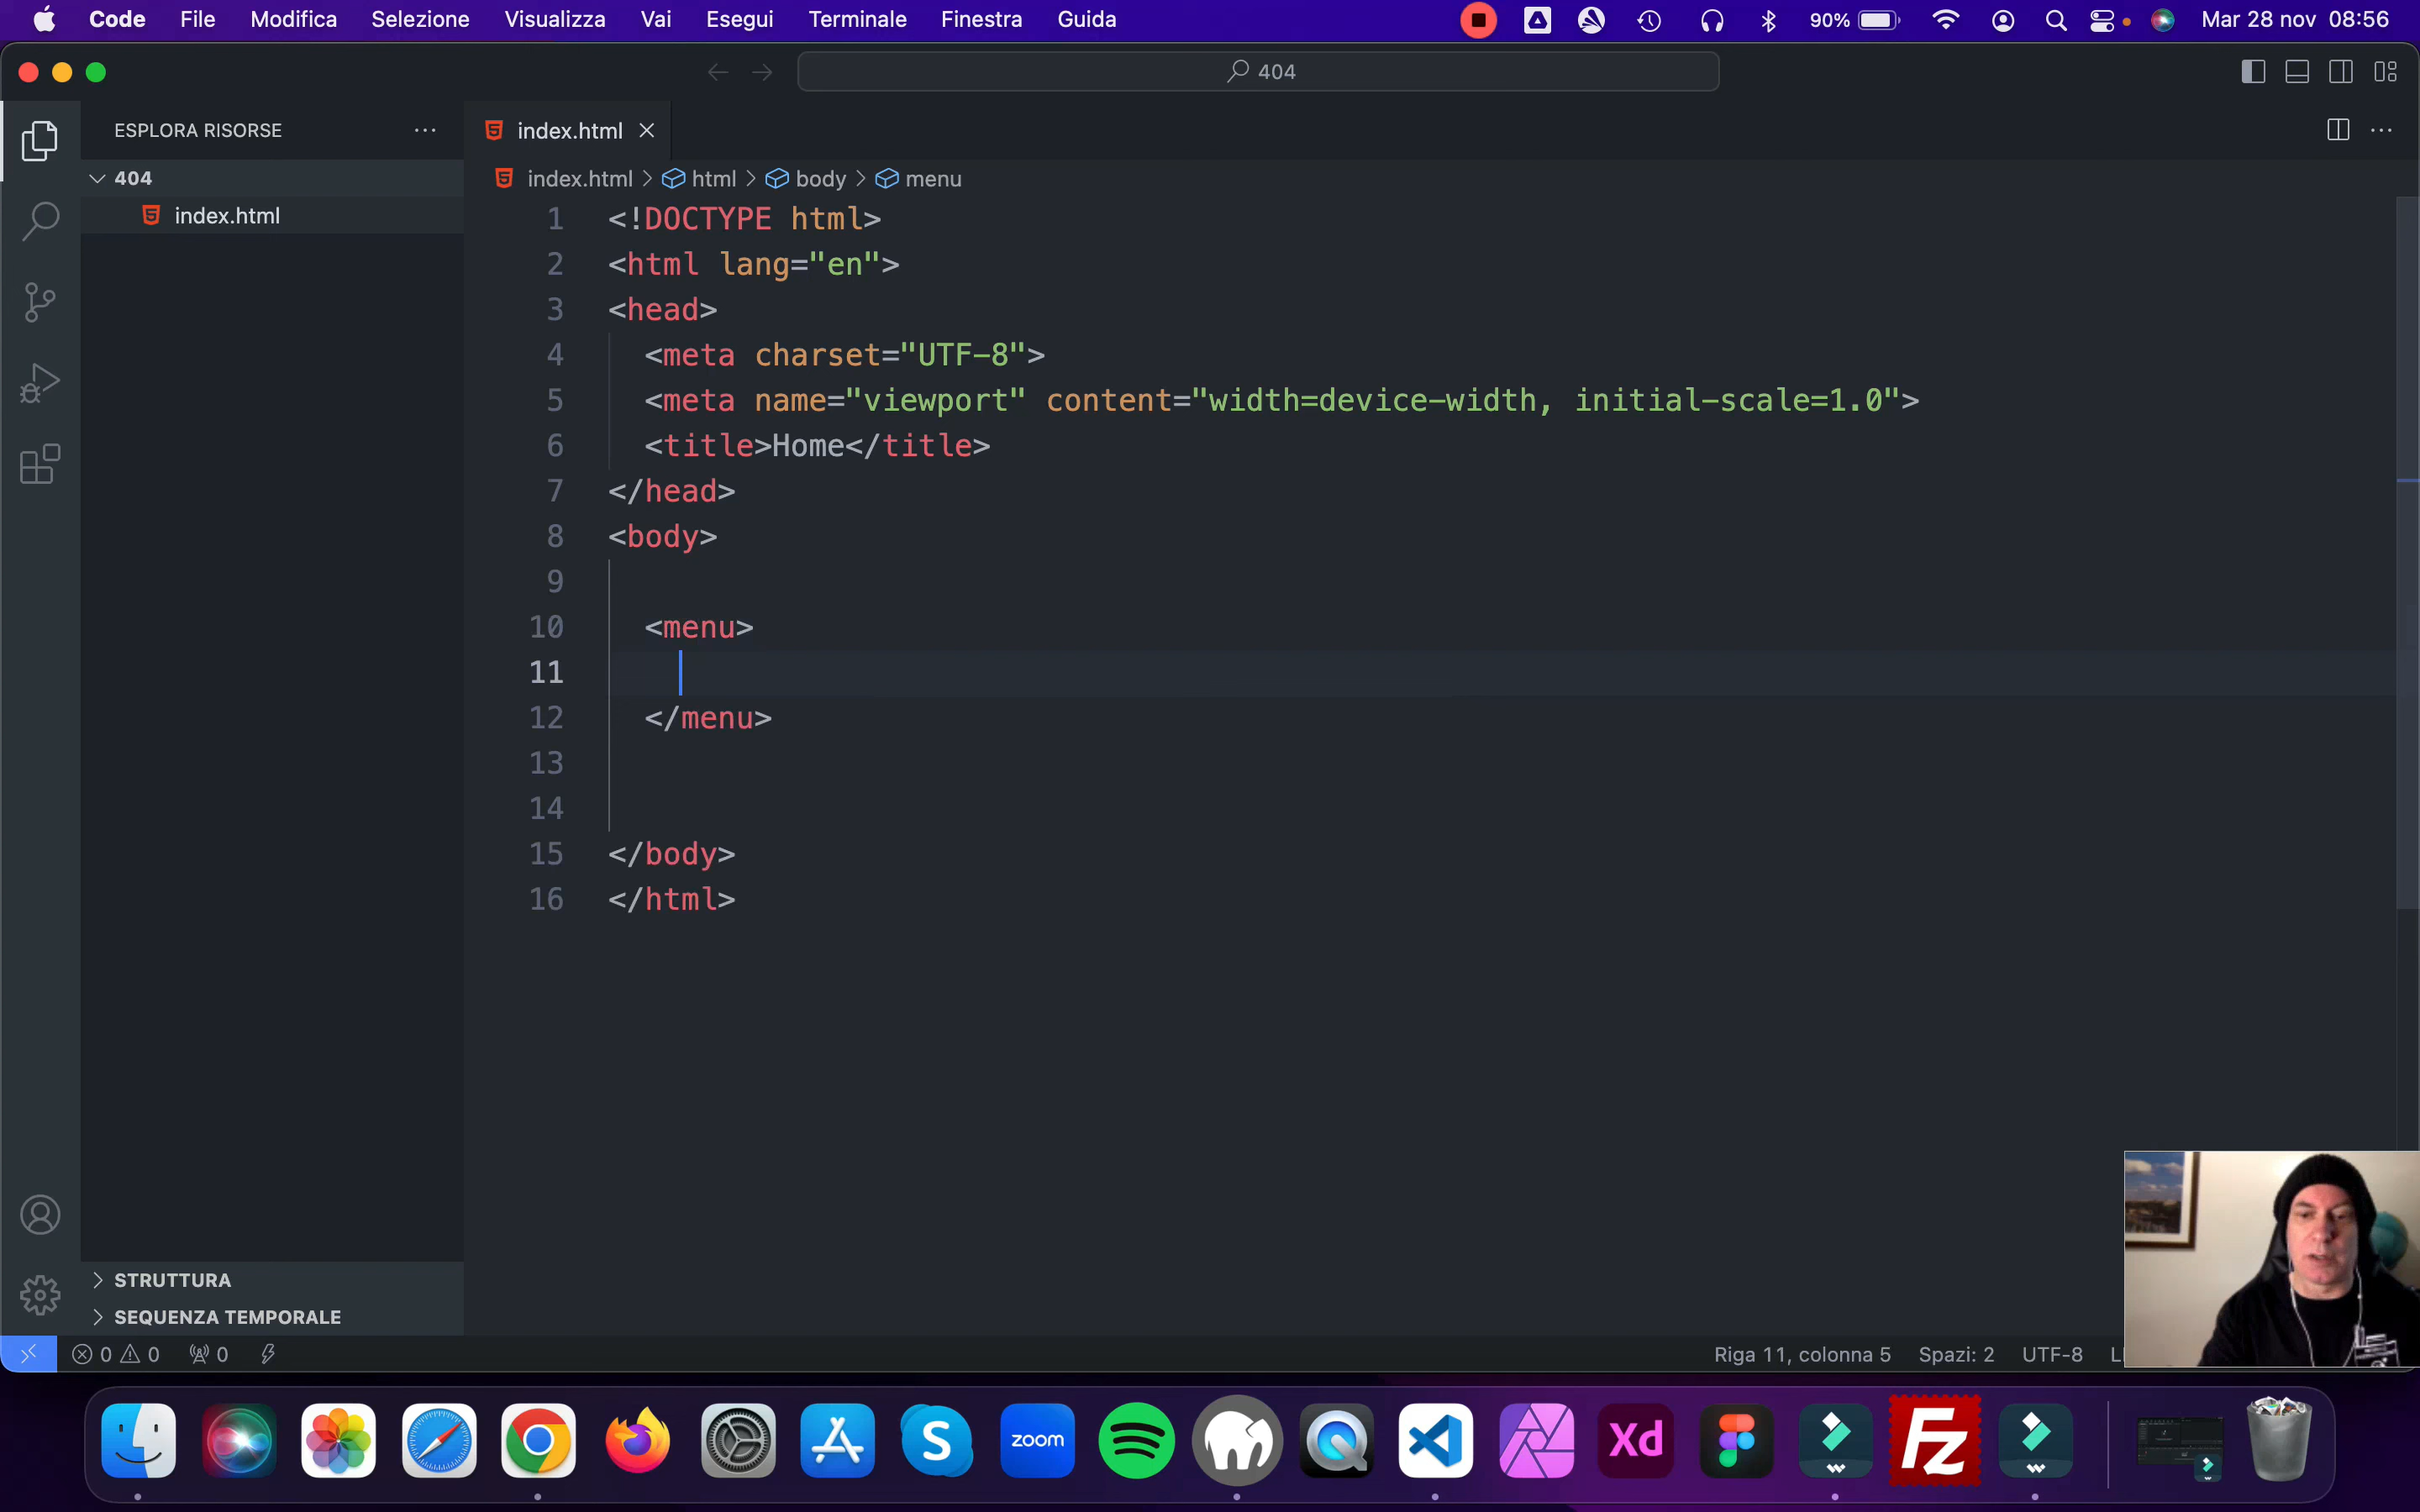 Code File Modifica Selezione Visualizza Vai Esegui Terminale Finestra Guida 90% Mar 28 nov 08:56
404
ESPLORA RISORSE
index.html
404
index.html > html > body > menu
index.html
1 <!DOCTYPE html>
2 <html lang="en">
3 <head>
4 <meta charset="UTF-8">
5 <meta name="viewport" content="width=device-width, initial-scale=1.0">
6 <title>Home</title>
7 </head>
8 <body>
9
10 <menu>
11
12 </menu>
13
14
15 </body>
16 </html>
STRUTTURA
SEQUENZA TEMPORALE
0 0 0 Riga 11, colonna 5 Spazi: 2 UTF-8
S zoom Xd Fz